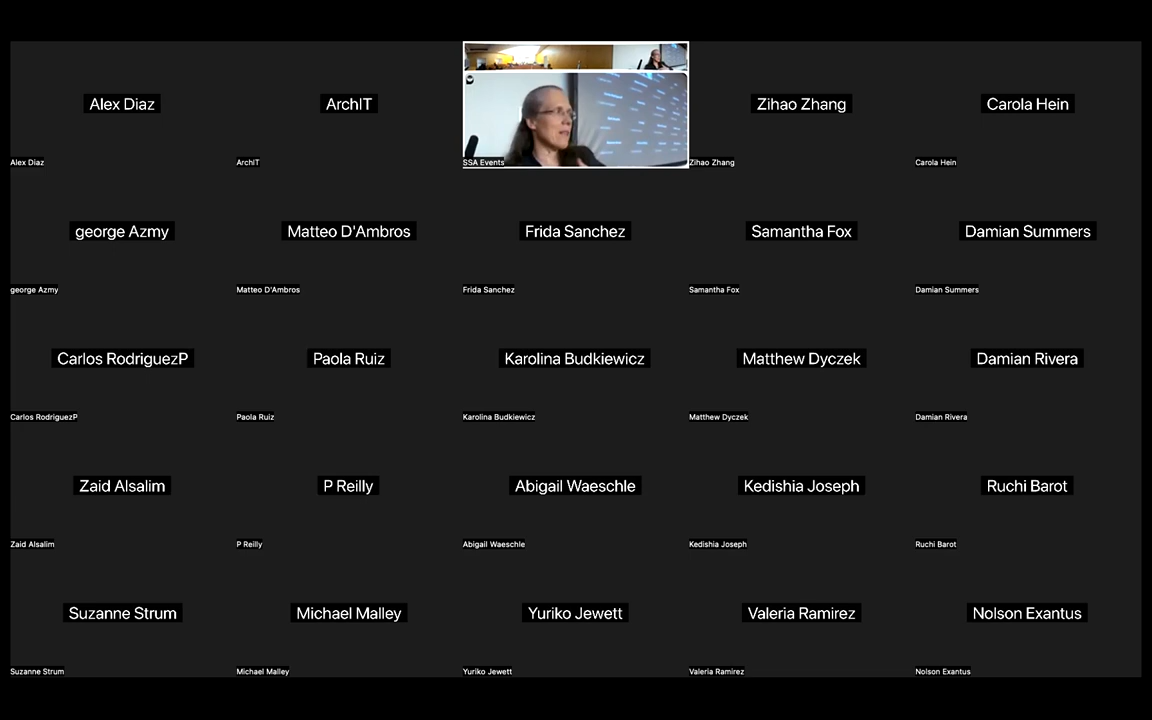 Alex Diaz
Alex Diaz
ArchIT
ArchIT
SSA Events
Zihao Zhang
Zihao Zhang
Carola Hein
Carola Hein
george Azmy
george Azmy
Matteo D'Ambros
Matteo D'Ambros
Frida Sanchez
Frida Sanchez
Samantha Fox
Samantha Fox
Damian Summers
Damian Summers
Carlos RodriguezP
Carlos RodriguezP
Paola Ruiz
Paola Ruiz
Karolina Budkiewicz
Karolina Budkiewicz
Matthew Dyczek
Matthew Dyczek
Damian Rivera
Damian Rivera
Zaid Alsalim
Zaid Alsalim
P Reilly
P Reilly
Abigail Waeschle
Abigail Waeschle
Kedishia Joseph
Kedishia Joseph
Ruchi Barot
Ruchi Barot
Suzanne Strum
Suzanne Strum
Michael Malley
Michael Malley
Yuriko Jewett
Yuriko Jewett
Valeria Ramirez
Valeria Ramirez
Nolson Exantus
Nolson Exantus